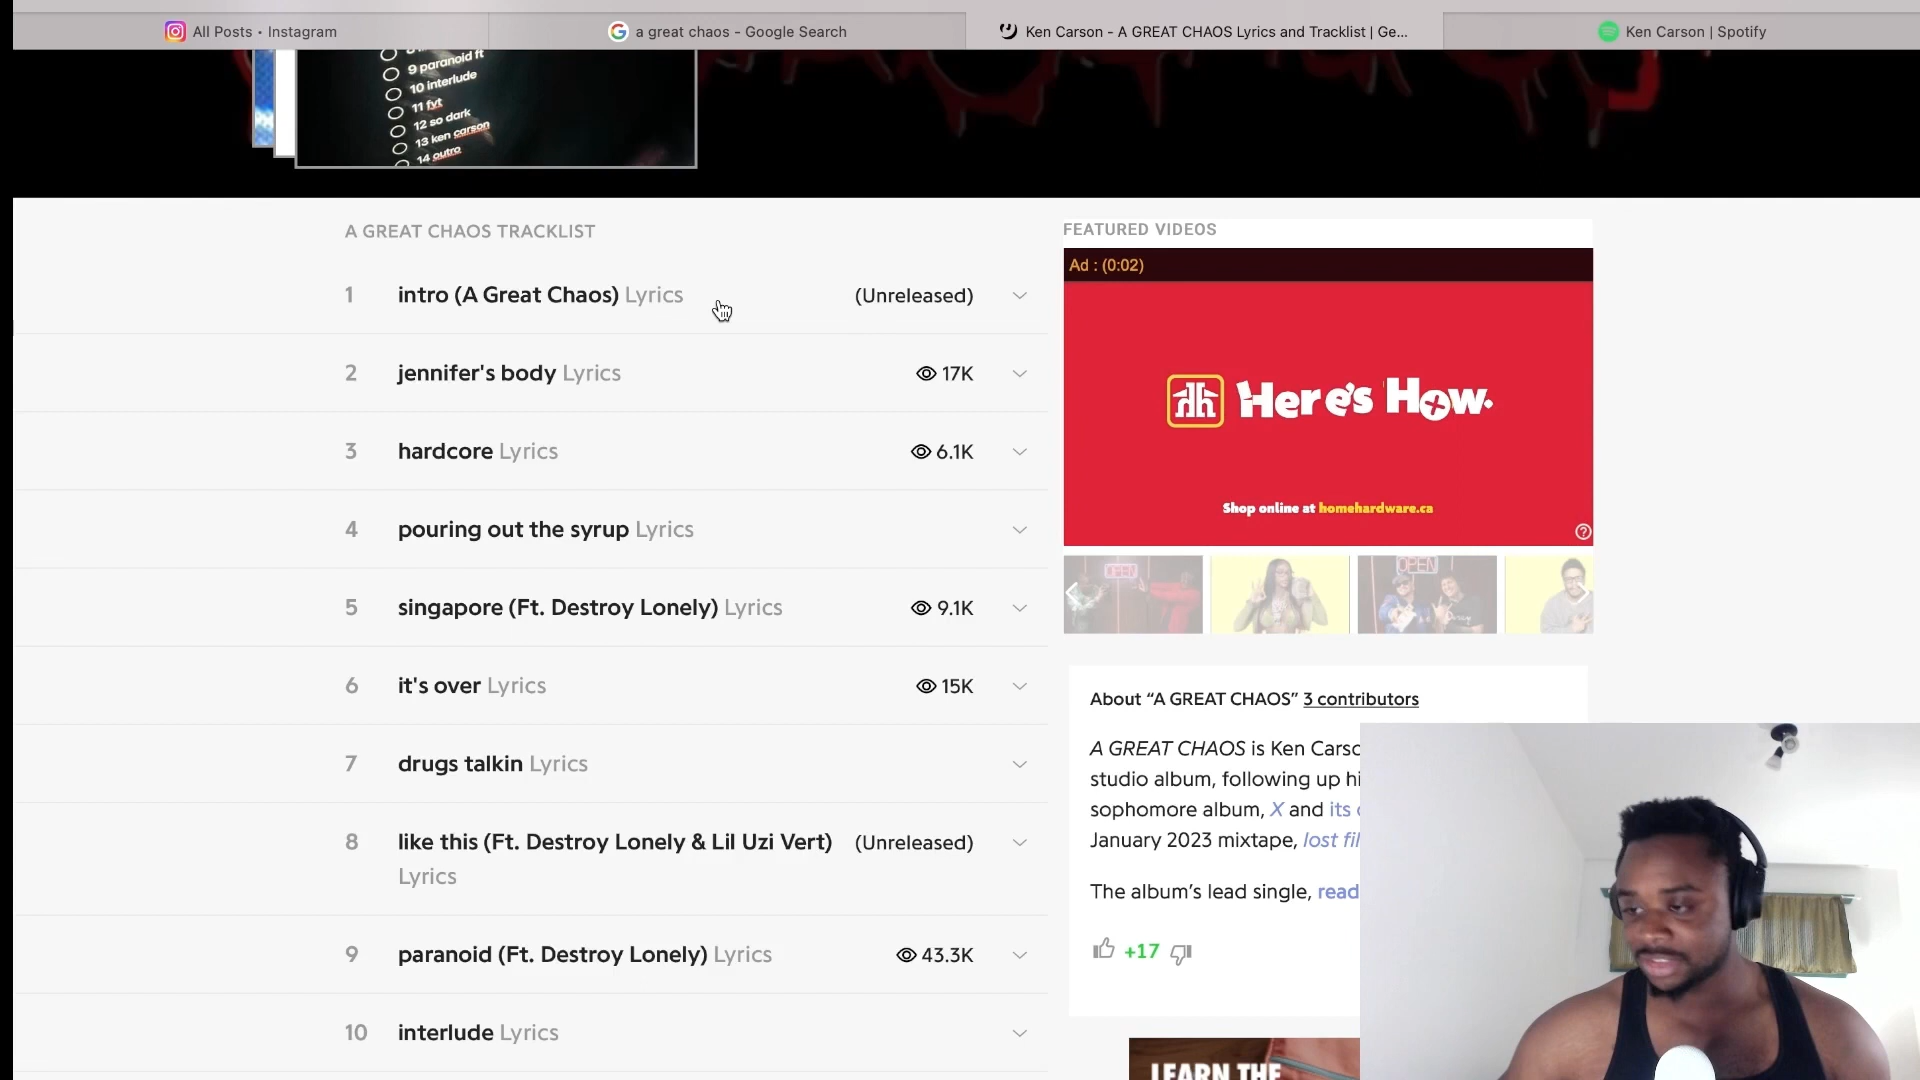 All Posts • Instagram
a great chaos - Google Search
Ken Carson - A GREAT CHAOS Lyrics and Tracklist | Ge...
Ken Carson | Spotify
9 paranoid ft
10 interlude
11 fvt
12 so dark
13 ken carson
14 outro
A GREAT CHAOS TRACKLIST
1 intro (A Great Chaos) Lyrics (Unreleased)
2 jennifer's body Lyrics 17K
3 hardcore Lyrics 6.1K
4 pouring out the syrup Lyrics
5 singapore (Ft. Destroy Lonely) Lyrics 9.1K
6 it's over Lyrics 15K
7 drugs talkin Lyrics
8 like this (Ft. Destroy Lonely & Lil Uzi Vert) (Unreleased)
Lyrics
9 paranoid (Ft. Destroy Lonely) Lyrics 43.3K
10 interlude Lyrics
FEATURED VIDEOS
Ad : (0:02)
Here's How.
Shop online at homehardware.ca
OPEN
OPEN
About “A GREAT CHAOS” 3 contributors
A GREAT CHAOS is Ken Carso
studio album, following up hi
sophomore album, X and its
January 2023 mixtape, lost fil
The album’s lead single, read
+17
LEARN THE